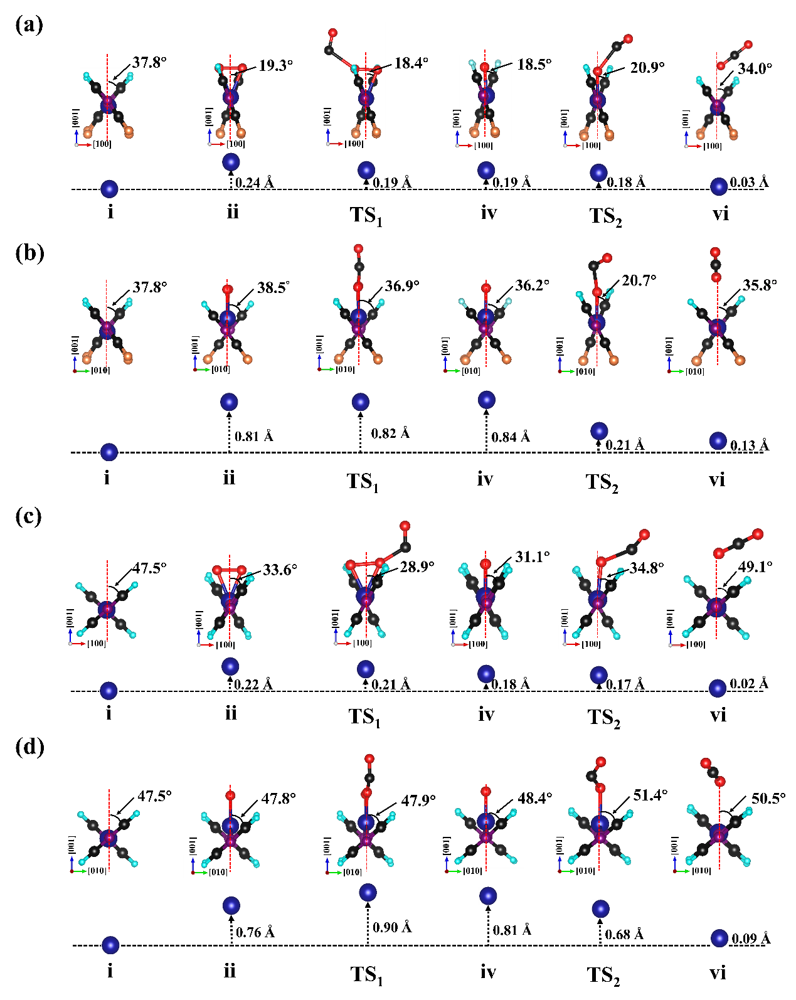 (a)
37.8° 19.3° 18.4° 18.5° 20.9° 34.0°
[001] [001] [001] [001] [001] [001]
[100] [100] [100] [100] [100] [100]
0.24 Å 0.19 Å 0.19 Å 0.18 Å 0.03 Å
i ii TS1 iv TS2 vi
(b)
37.8° 38.5° 36.9° 36.2° 20.7° 35.8°
[001] [001] [001] [001] [001] [001]
[010] [010] [010] [010] [010] [010]
0.81 Å 0.82 Å 0.84 Å 0.21 Å 0.13 Å
i ii TS1 iv TS2 vi
(c)
47.5° 33.6° 28.9° 31.1° 34.8° 49.1°
[001] [001] [001] [001] [001] [001]
[100] [100] [100] [100] [100] [100]
0.22 Å 0.21 Å 0.18 Å 0.17 Å 0.02 Å
i ii TS1 iv TS2 vi
(d)
47.5° 47.8° 47.9° 48.4° 51.4° 50.5°
[001] [001] [001] [001] [001] [001]
[010] [010] [010] [010] [010] [010]
0.76 Å 0.90 Å 0.81 Å 0.68 Å 0.09 Å
i ii TS1 iv TS2 vi